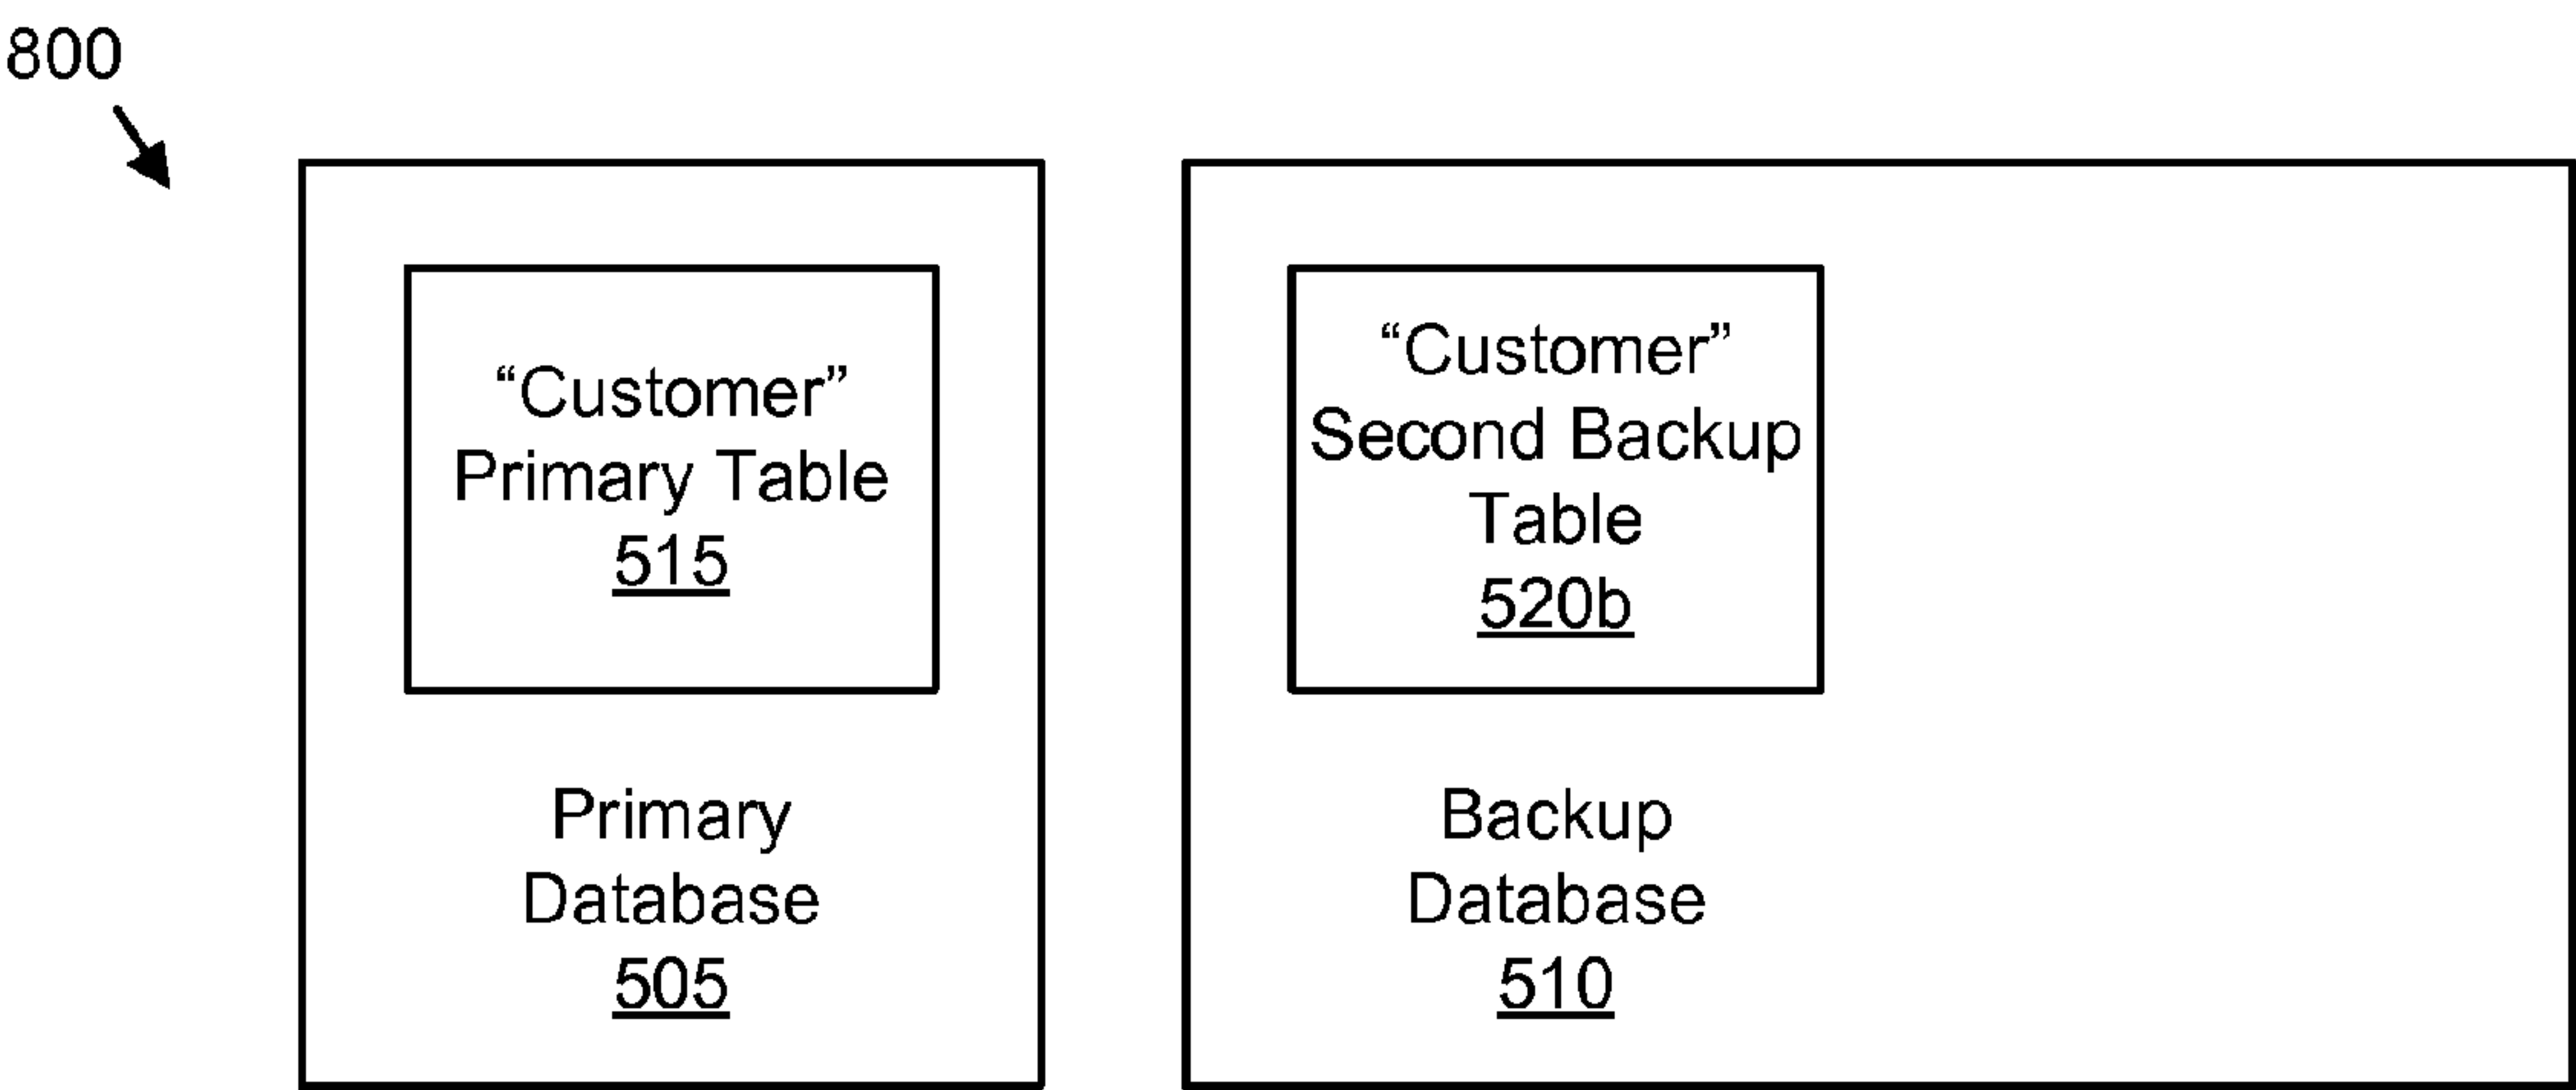 800
“Customer”
Primary Table
515
Primary
Database
505
“Customer”
Second Backup
Table
520b
Backup
Database
510